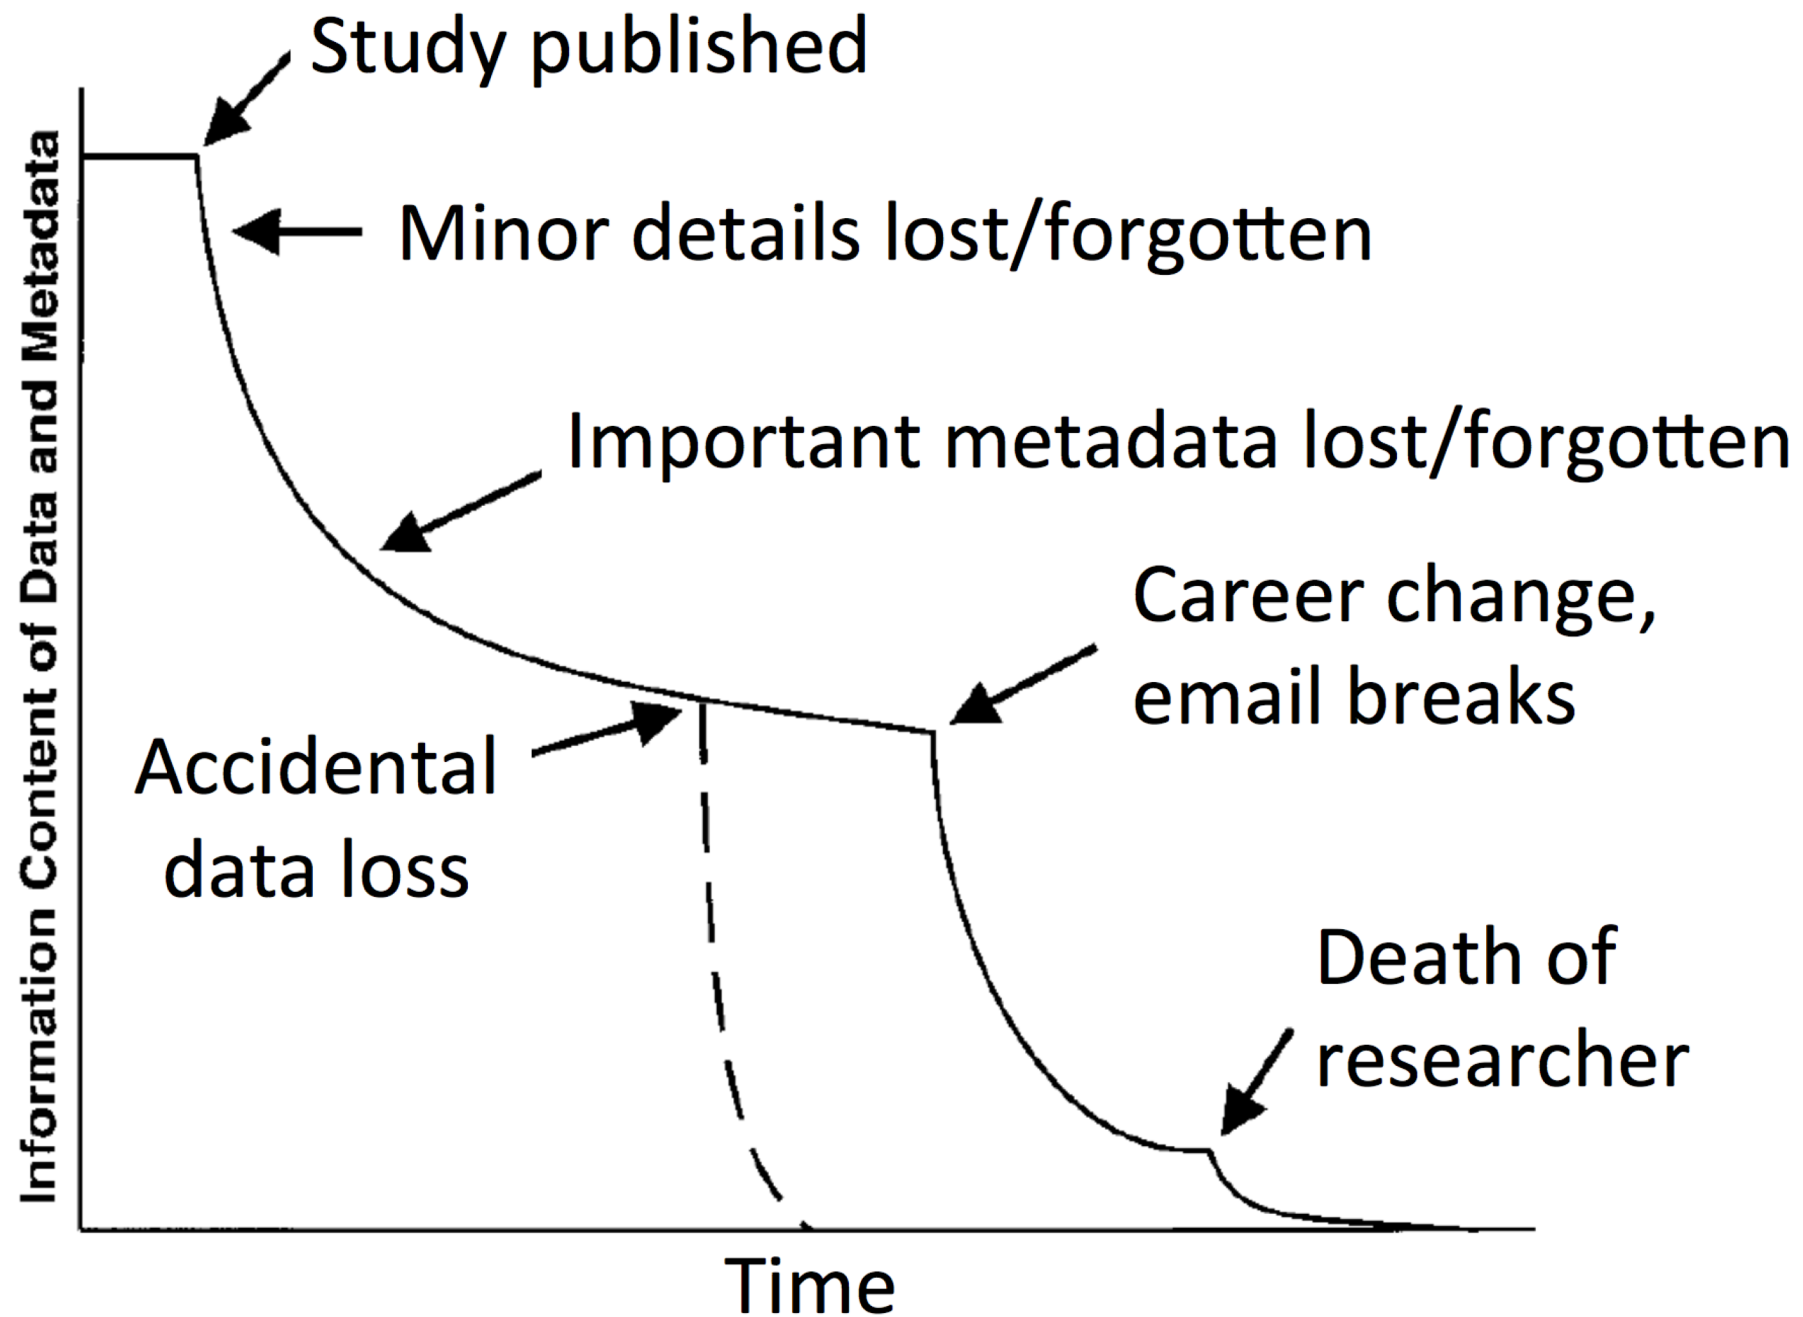 Study published
Minor details lost/forgotten
Important metadata lost/forgotten
Career change,
email breaks
Accidental
data loss
Death of
researcher
Information Content of Data and Metadata
Time